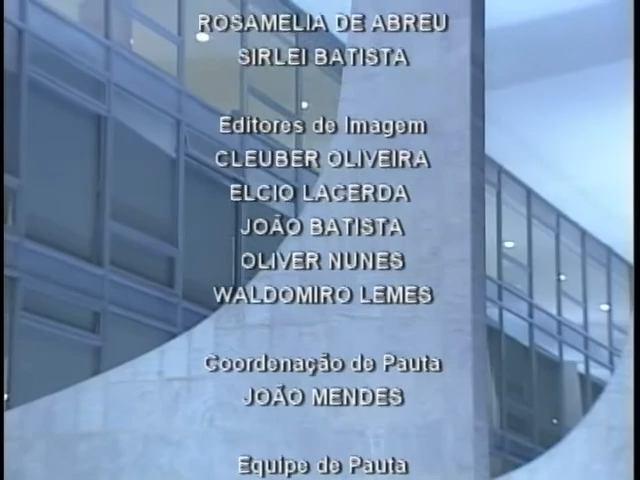 ROSAMELIA DE ABREU
SIRLEI BATISTA
Editores de Imagem
CLEUBER OLIVEIRA
ELCIO LACERDA
JOÃO BATISTA
OLIVER NUNES
WALDOMIRO LEMES
Coordenação de Pauta
JOÃO MENDES
Equipe de Pauta